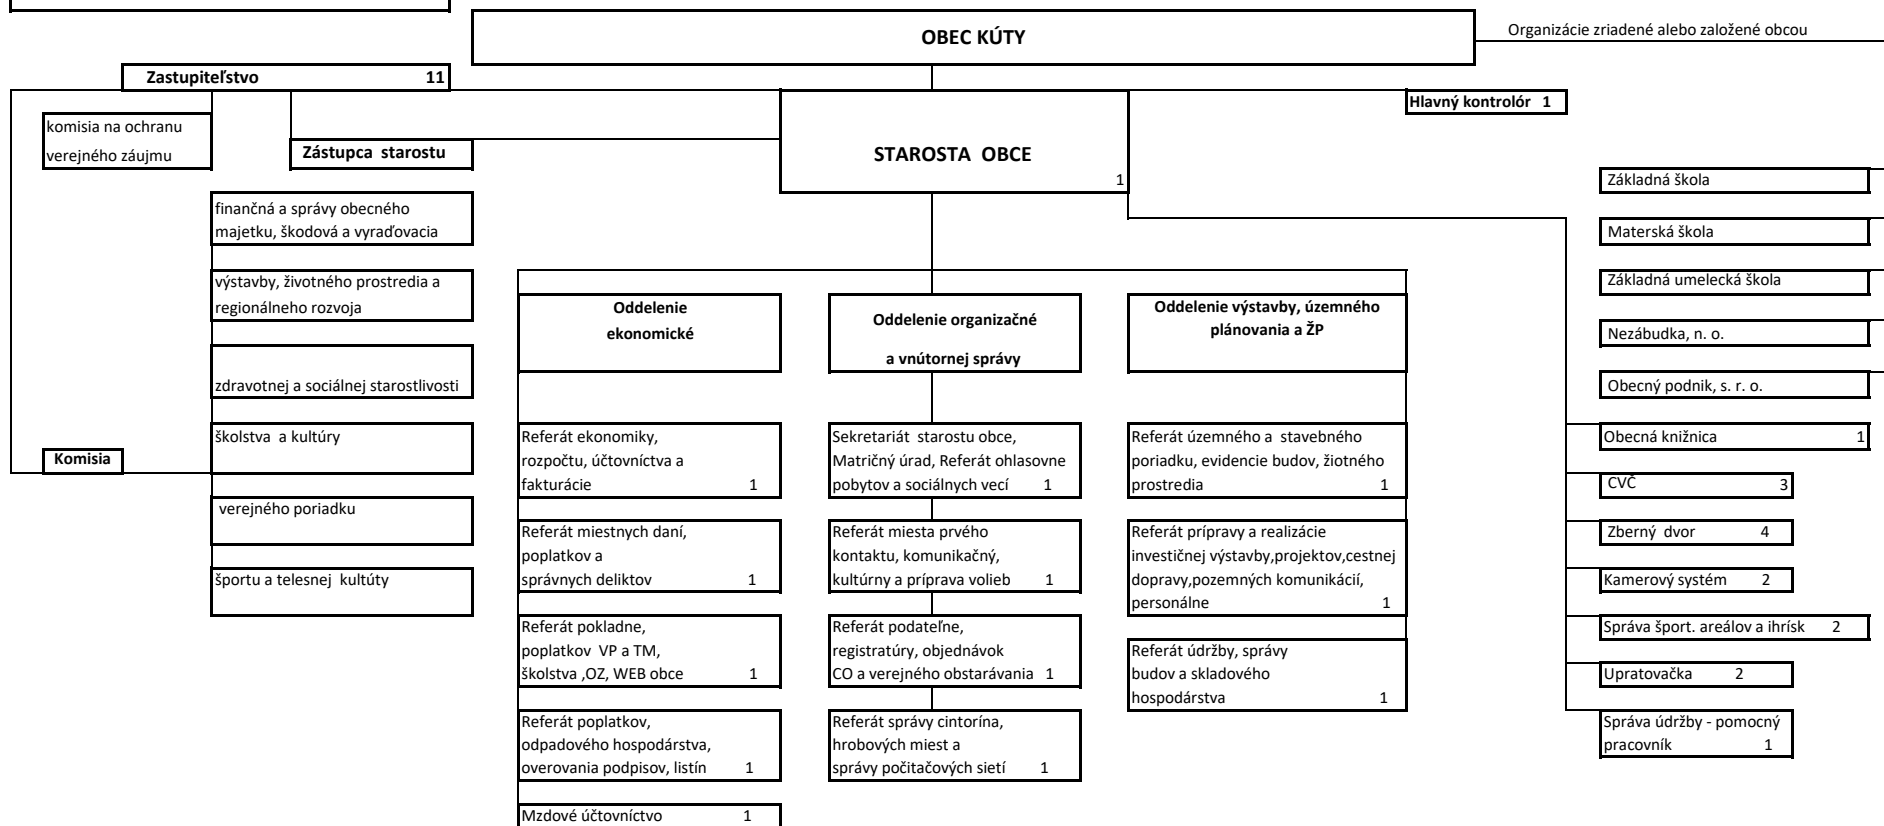 OBEC KÚTY
Organizácie zriadené alebo založené obcou
Zastupiteľstvo 11
Hlavný kontrolór 1
komisia na ochranu
verejného záujmu
Zástupca starostu
STAROSTA OBCE
1
finančná a správy obecného
majetku, škodová a vyraďovacia
výstavby, životného prostredia a
regionálneho rozvoja
zdravotnej a sociálnej starostlivosti
školstva a kultúry
Komisia
verejného poriadku
športu a telesnej kultúty
Oddelenie
ekonomické
Referát ekonomiky,
rozpočtu, účtovníctva a
fakturácie 1
Referát miestnych daní,
poplatkov a
správnych deliktov 1
Referát pokladne,
poplatkov VP a TM,
školstva ,OZ, WEB obce 1
Referát poplatkov,
odpadového hospodárstva,
overovania podpisov, listín 1
Mzdové účtovníctvo 1
Oddelenie organizačné
a vnútornej správy
Sekretariát starostu obce,
Matričný úrad, Referát ohlasovne
pobytov a sociálnych vecí 1
Referát miesta prvého
kontaktu, komunikačný,
kultúrny a príprava volieb 1
Referát podateľne,
registratúry, objednávok
CO a verejného obstarávania 1
Referát správy cintorína,
hrobových miest a
správy počitačových sietí 1
Oddelenie výstavby, územného
plánovania a ŽP
Referát územného a stavebného
poriadku, evidencie budov, žiotného
prostredia 1
Referát prípravy a realizácie
investičnej výstavby,projektov,cestnej
dopravy,pozemných komunikácií,
personálne 1
Referát údržby, správy
budov a skladového
hospodárstva 1
Základná škola
Materská škola
Základná umelecká škola
Nezábudka, n. o.
Obecný podnik, s. r. o.
Obecná knižnica 1
CVČ 3
Zberný dvor 4
Kamerový systém 2
Správa šport. areálov a ihrísk 2
Upratovačka 2
Správa údržby - pomocný
pracovník 1